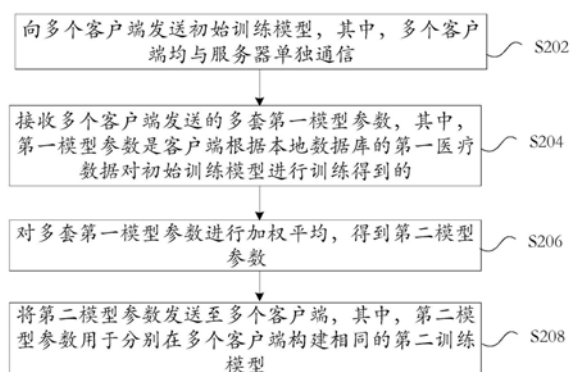 向多个客户端发送初始训练模型，其中，多个客户
端均与服务器单独通信
S202
接收多个客户端发送的多套第一模型参数，其中，
第一模型参数是客户端根据本地数据库的第一医疗
数据对初始训练模型进行训练得到的
S204
对多套第一模型参数进行加权平均，得到第二模型
参数
S206
将第二模型参数发送至多个客户端，其中，第二模
型参数用于分别在多个客户端构建相同的第二训练
模型
S208